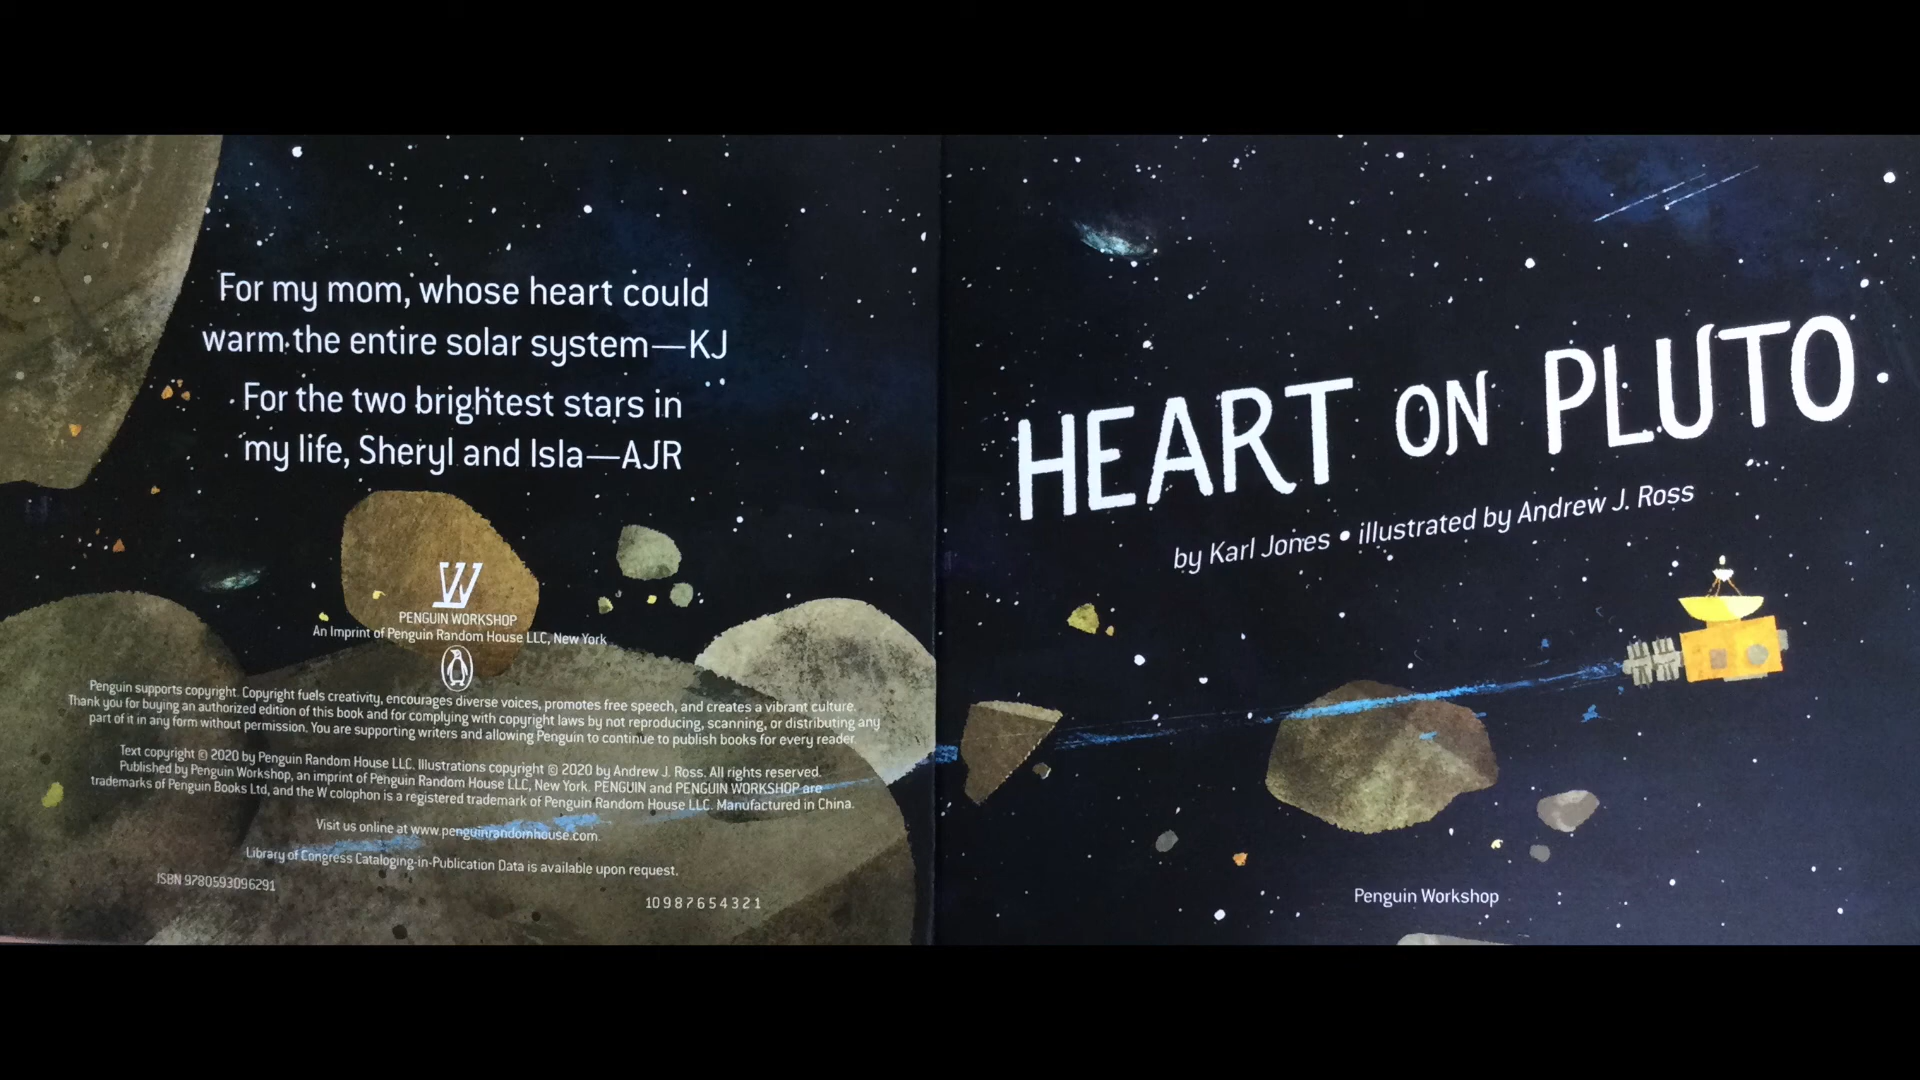 For my mom, whose heart could
warm the entire solar system—KJ
For the two brightest stars in
my life, Sheryl and Isla—AJR
W
PENGUIN WORKSHOP
An Imprint of Penguin Random House LLC, New York
Penguin supports copyright. Copyright fuels creativity, encourages diverse voices, promotes free speech, and creates a vibrant culture.
Thank you for buying an authorized edition of this book and for complying with copyright laws by not reproducing, scanning, or distributing any
part of it in any form without permission. You are supporting writers and allowing Penguin to continue to publish books for every reader.
Text copyright © 2020 by Penguin Random House LLC. Illustrations copyright © 2020 by Andrew J. Ross. All rights reserved.
Published by Penguin Workshop, an imprint of Penguin Random House LLC, New York. PENGUIN and PENGUIN WORKSHOP are
trademarks of Penguin Books Ltd, and the W colophon is a registered trademark of Penguin Random House LLC. Manufactured in China.
Visit us online at www.penguinrandomhouse.com.
Library of Congress Cataloging-in-Publication Data is available upon request.
ISBN 9780593096291
10 9 8 7 6 5 4 3 2 1
HEART ON PLUTO
by Karl Jones • illustrated by Andrew J. Ross
Penguin Workshop